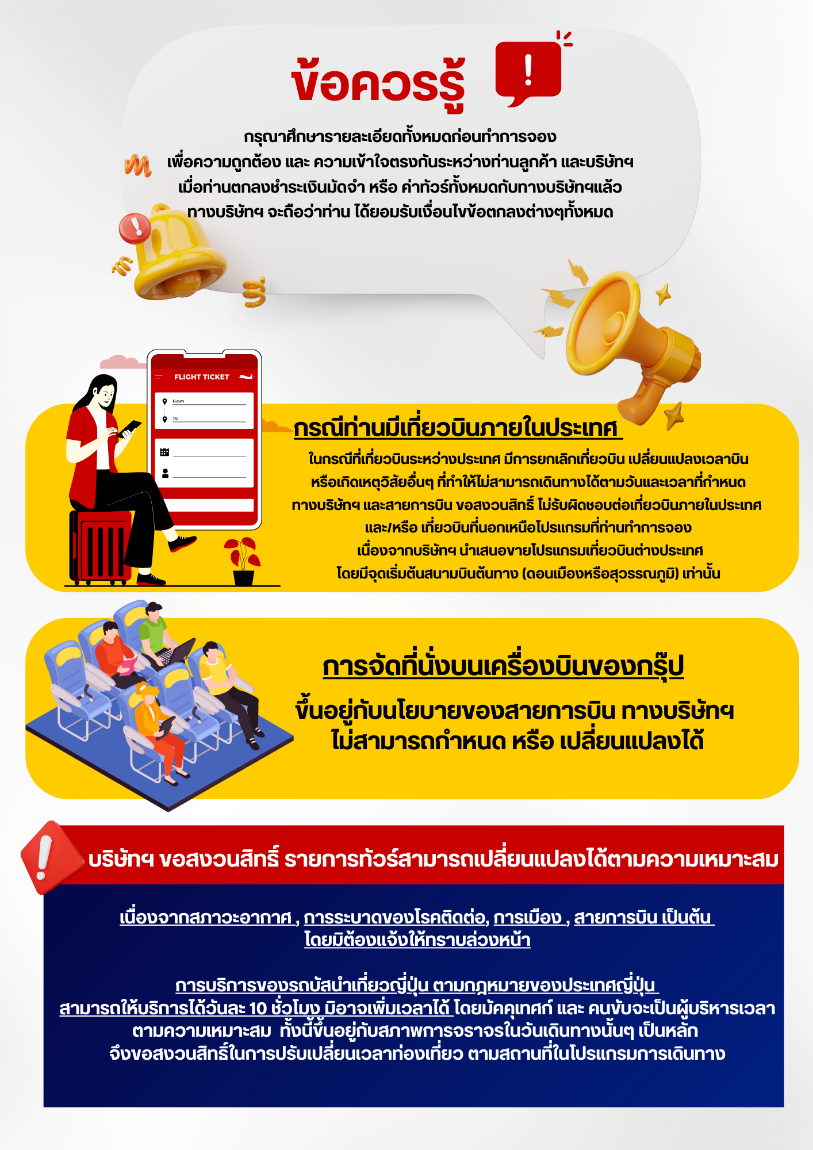 ข้อควรรู้
!
กรุณาศึกษารายละเอียดทั้งหมดก่อนทำการจอง
เพื่อความถูกต้อง และ ความเข้าใจตรงกันระหว่างท่านลูกค้า และบริษัทฯ
เมื่อท่านตกลงชำระเงินมัดจำ หรือ ค่าทัวร์ทั้งหมดกับทางบริษัทฯแล้ว
ทางบริษัทฯ จะถือว่าท่าน ได้ยอมรับเงื่อนไขข้อตกลงต่างๆทั้งหมด
FLIGHT TICKET
From
To
กรณีท่านมีเที่ยวบินภายในประเทศ
ในกรณีที่เที่ยวบินระหว่างประเทศ มีการยกเลิกเที่ยวบิน เปลี่ยนแปลงเวลาบิน
หรือเกิดเหตุวิสัยอื่นๆ ที่ทำให้ไม่สามารถเดินทางได้ตามวันและเวลาที่กำหนด
ทางบริษัทฯ และสายการบิน ขอสงวนสิทธิ์ ไม่รับผิดชอบต่อเที่ยวบินภายในประเทศ
และ/หรือ เที่ยวบินที่นอกเหนือโปรแกรมที่ท่านทำการจอง
เนื่องจากบริษัทฯ นำเสนอขายโปรแกรมเที่ยวบินต่างประเทศ
โดยมีจุดเริ่มต้นสนามบินต้นทาง (ดอนเมืองหรือสุวรรณภูมิ) เท่านั้น
การจัดที่นั่งบนเครื่องบินของกรุ๊ป
ขึ้นอยู่กับนโยบายของสายการบิน ทางบริษัทฯ
ไม่สามารถกำหนด หรือ เปลี่ยนแปลงได้
บริษัทฯ ขอสงวนสิทธิ์ รายการทัวร์สามารถเปลี่ยนแปลงได้ตามความเหมาะสม
เนื่องจากสภาวะอากาศ , การระบาดของโรคติดต่อ, การเมือง , สายการบิน เป็นต้น
โดยมิต้องแจ้งให้ทราบล่วงหน้า
การบริการของรถบัสนำเที่ยวญี่ปุ่น ตามกฎหมายของประเทศญี่ปุ่น
สามารถให้บริการได้วันละ 10 ชั่วโมง มิอาจเพิ่มเวลาได้ โดยมัคคุเทศก์ และ คนขับจะเป็นผู้บริหารเวลา
ตามความเหมาะสม ทั้งนี้ขึ้นอยู่กับสภาพการจราจรในวันเดินทางนั้นๆ เป็นหลัก
จึงขอสงวนสิทธิ์ในการปรับเปลี่ยนเวลาท่องเที่ยว ตามสถานที่ในโปรแกรมการเดินทาง